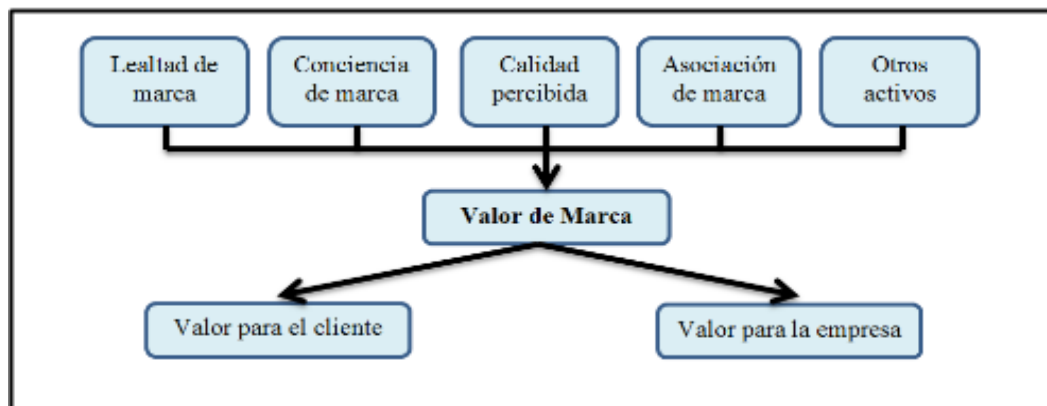 Lealtad de
marca
Conciencia
de marca
Calidad
percibida
Asociación
de marca
Otros
activos
Valor de Marca
Valor para el cliente
Valor para la empresa